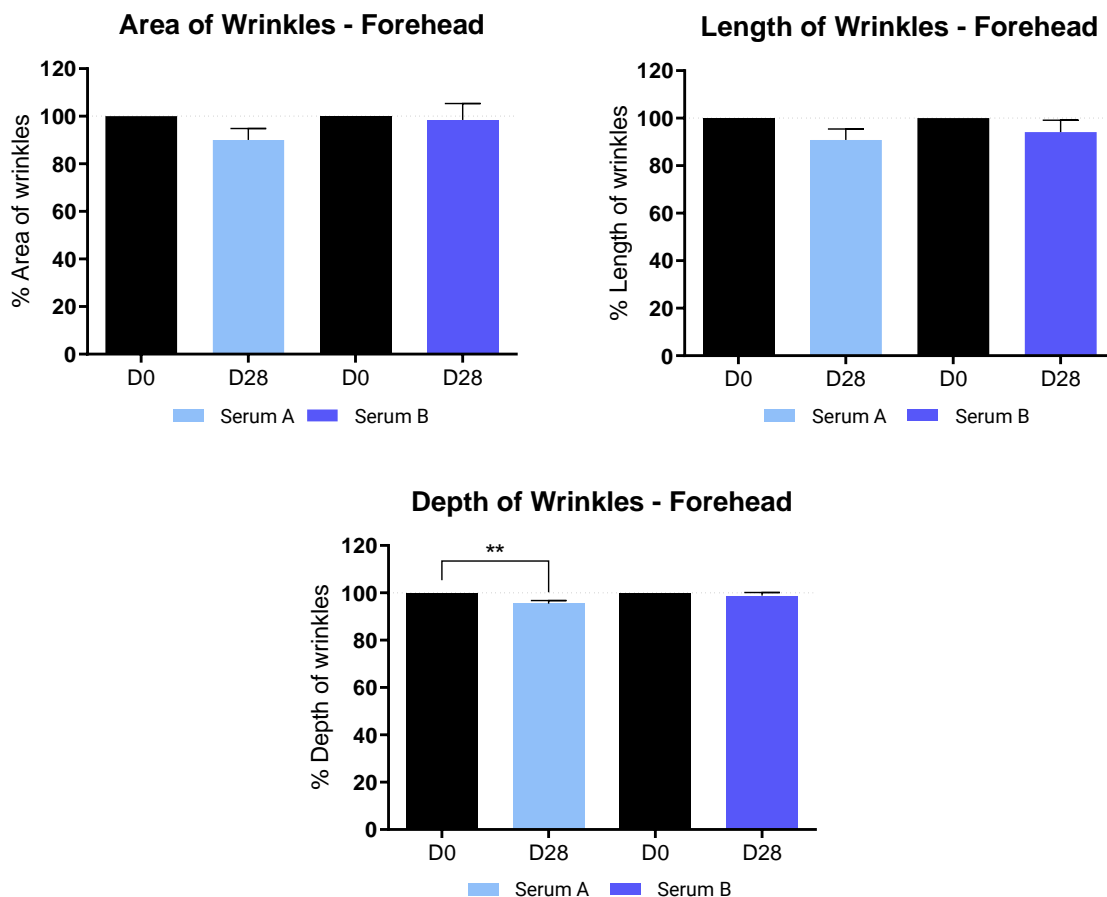 Area of Wrinkles - Forehead
% Area of wrinkles
120
100
80
60
40
20
0
D0 D28 D0 D28
Serum A Serum B
Length of Wrinkles - Forehead
% Length of wrinkles
120
100
80
60
40
20
0
D0 D28 D0 D28
Serum A Serum B
Depth of Wrinkles - Forehead
% Depth of wrinkles
120
100
80
60
40
20
0
**
D0 D28 D0 D28
Serum A Serum B